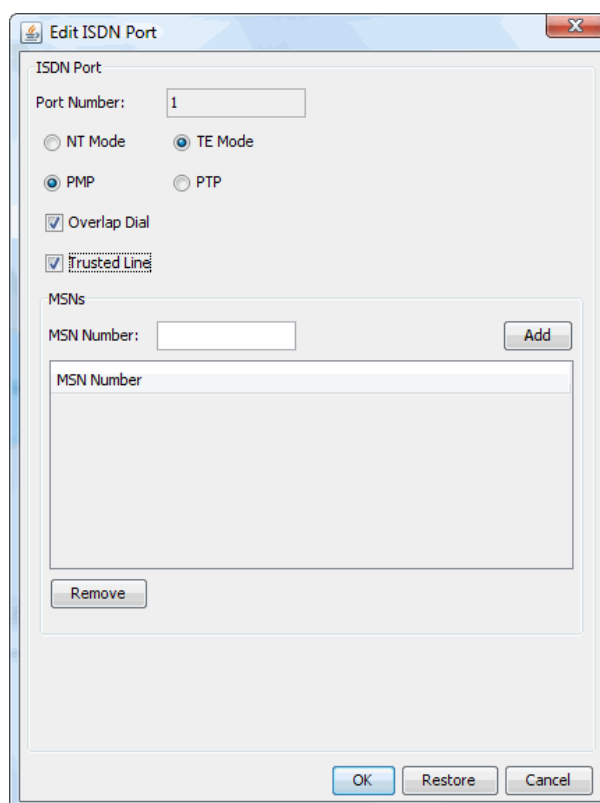 Edit ISDN Port
ISDN Port
Port Number: 1
NT Mode TE Mode
PMP PTP
Overlap Dial
Trusted Line
MSNs
MSN Number: Add
MSN Number
Remove
OK Restore Cancel